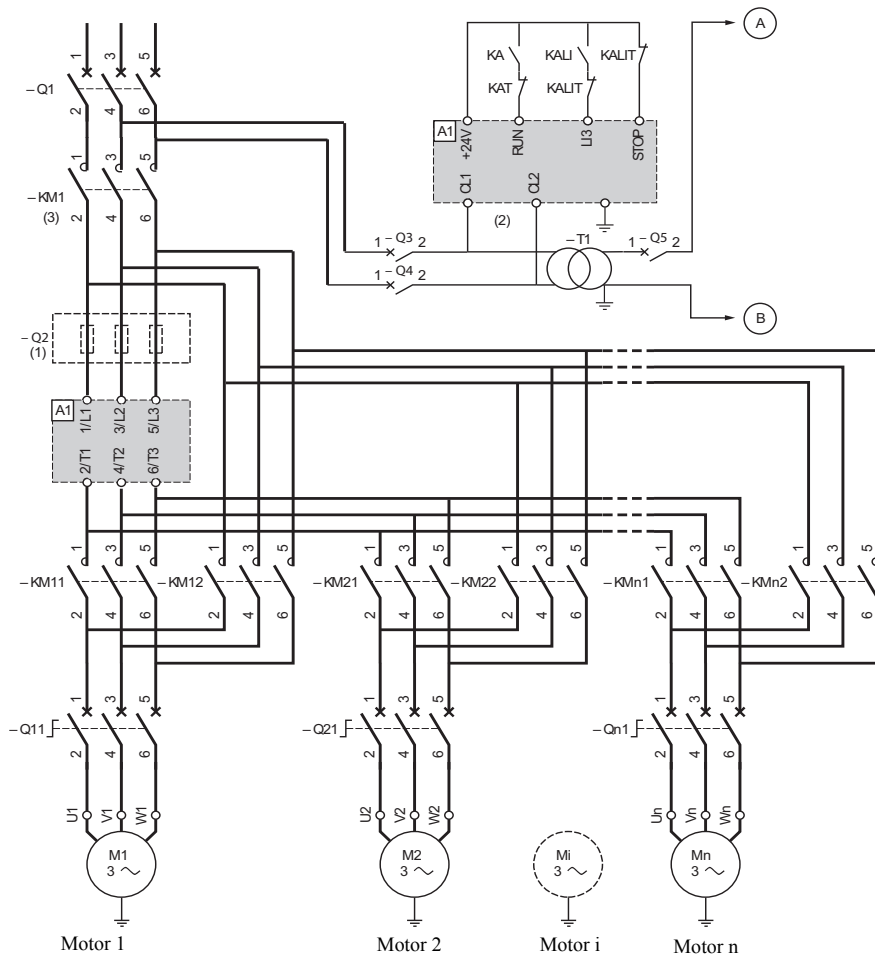 1 3 5
A
KA KALI KALIT
KAT KALIT
– Q1
2 4 6
A1 +24V RUN LI3 STOP
CL1 CL2
1 3 5
– KM1
(3)
2 4 6
(2)
1 – Q3 2
– T1
1 – Q5 2
1 – Q4 2
B
– Q2
(1)
A1 1/L1 3/L2 5/L3
2/T1 4/T2 6/T3
1 3 5 1 3 5 1 3 5 1 3 5 1 3 5 1 3 5
– KM11 – KM12 – KM21 – KM22 – KMn1 – KMn2
2 4 6 2 4 6 2 4 6 2 4 6 2 4 6 2 4 6
1 3 5 1 3 5 1 3 5
– Q11 – Q21 – Qn1
2 4 6 2 4 6 2 4 6
U1 V1 W1 U2 V2 W2 Un Vn Wn
M1 M2 Mi Mn
3 3 3 3
Motor 1 Motor 2 Motor i Motor n